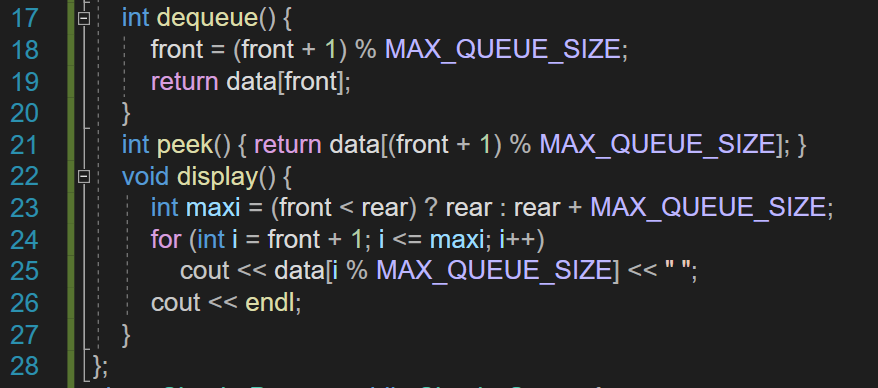 17 int dequeue() {
18 front = (front + 1) % MAX_QUEUE_SIZE;
19 return data[front];
20 }
21 int peek() { return data[(front + 1) % MAX_QUEUE_SIZE]; }
22 void display() {
23 int maxi = (front < rear) ? rear : rear + MAX_QUEUE_SIZE;
24 for (int i = front + 1; i <= maxi; i++)
25 cout << data[i % MAX_QUEUE_SIZE] << " ";
26 cout << endl;
27 }
28 };